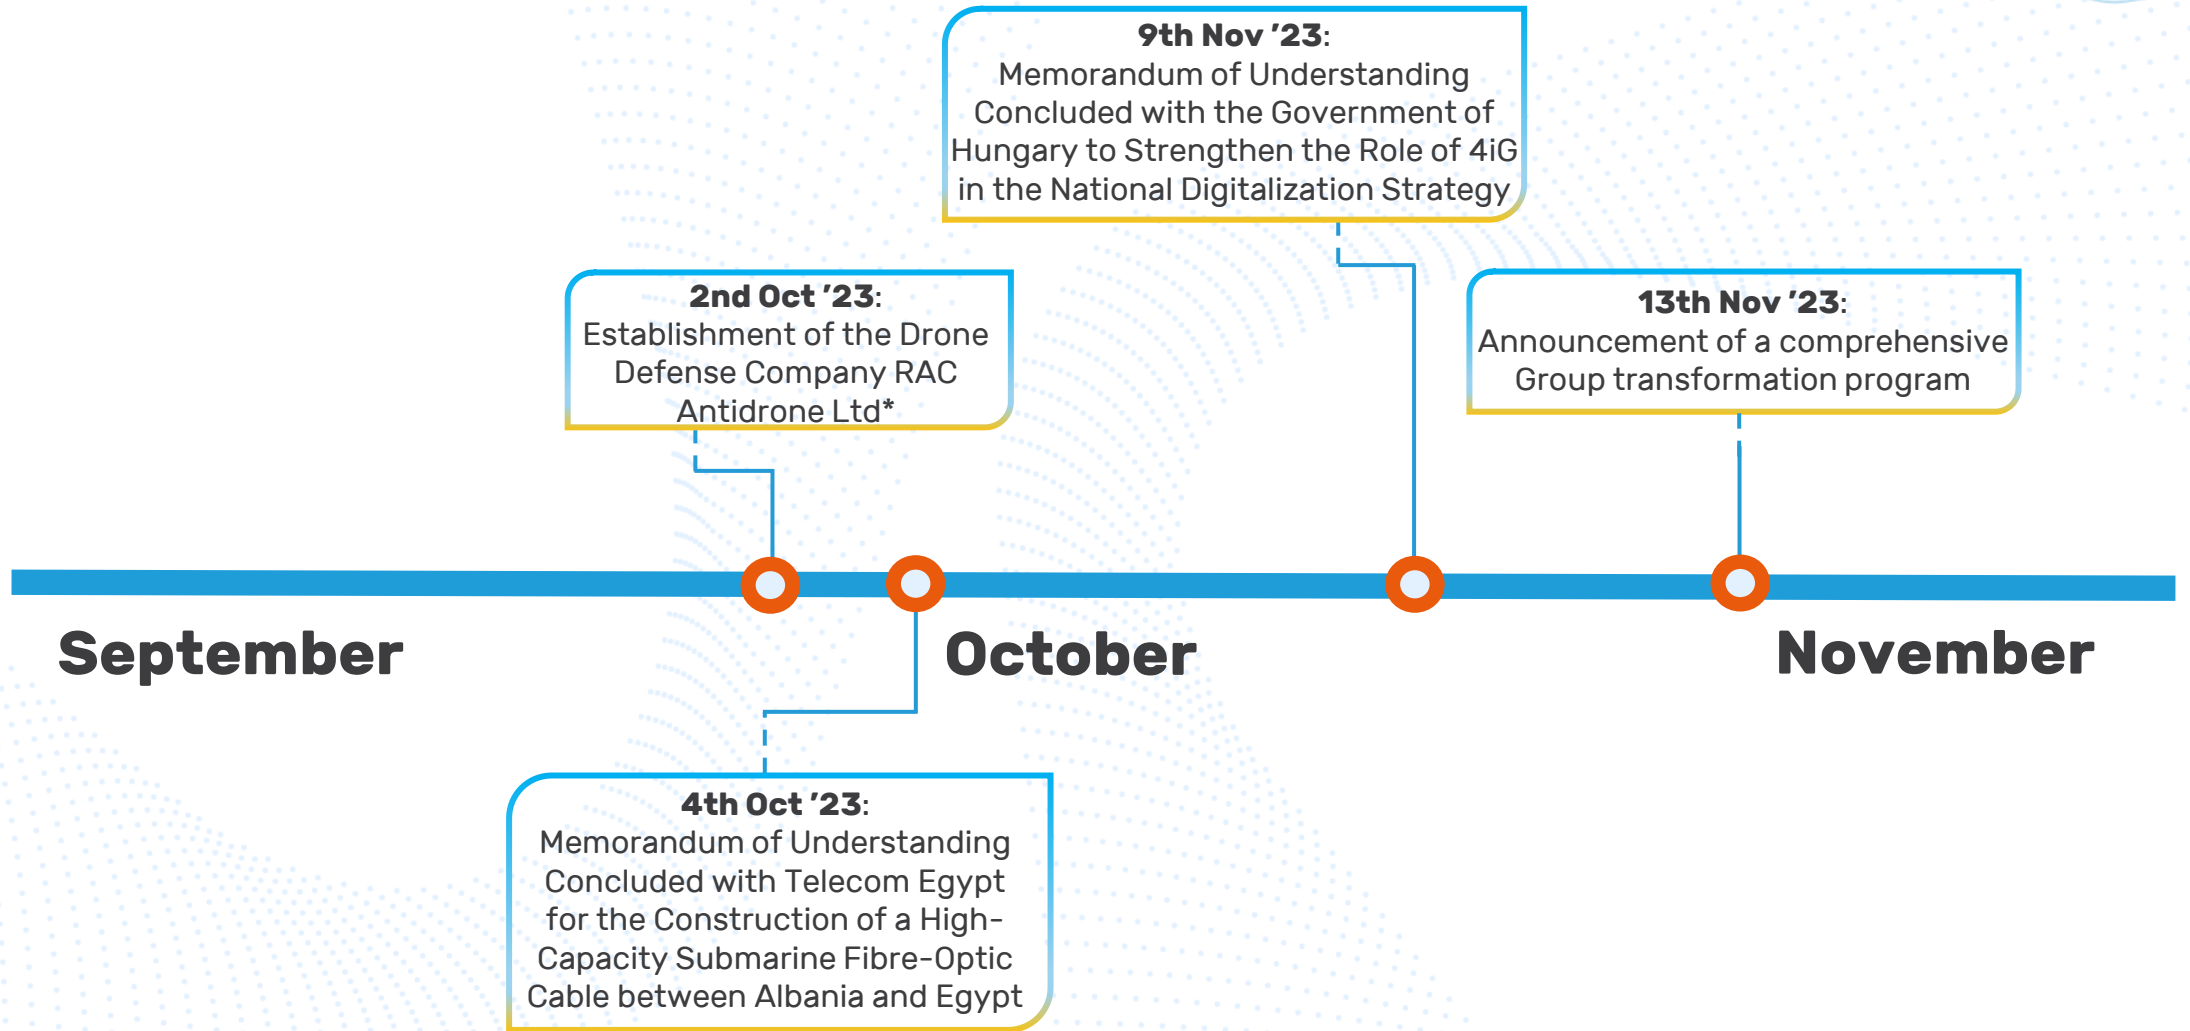 9th Nov ’23:
Memorandum of Understanding
Concluded with the Government of
Hungary to Strengthen the Role of 4iG
in the National Digitalization Strategy
2nd Oct ’23:
Establishment of the Drone
Defense Company RAC
Antidrone Ltd*
13th Nov ’23:
Announcement of a comprehensive
Group transformation program
September
October
November
4th Oct ’23:
Memorandum of Understanding
Concluded with Telecom Egypt
for the Construction of a High-
Capacity Submarine Fibre-Optic
Cable between Albania and Egypt